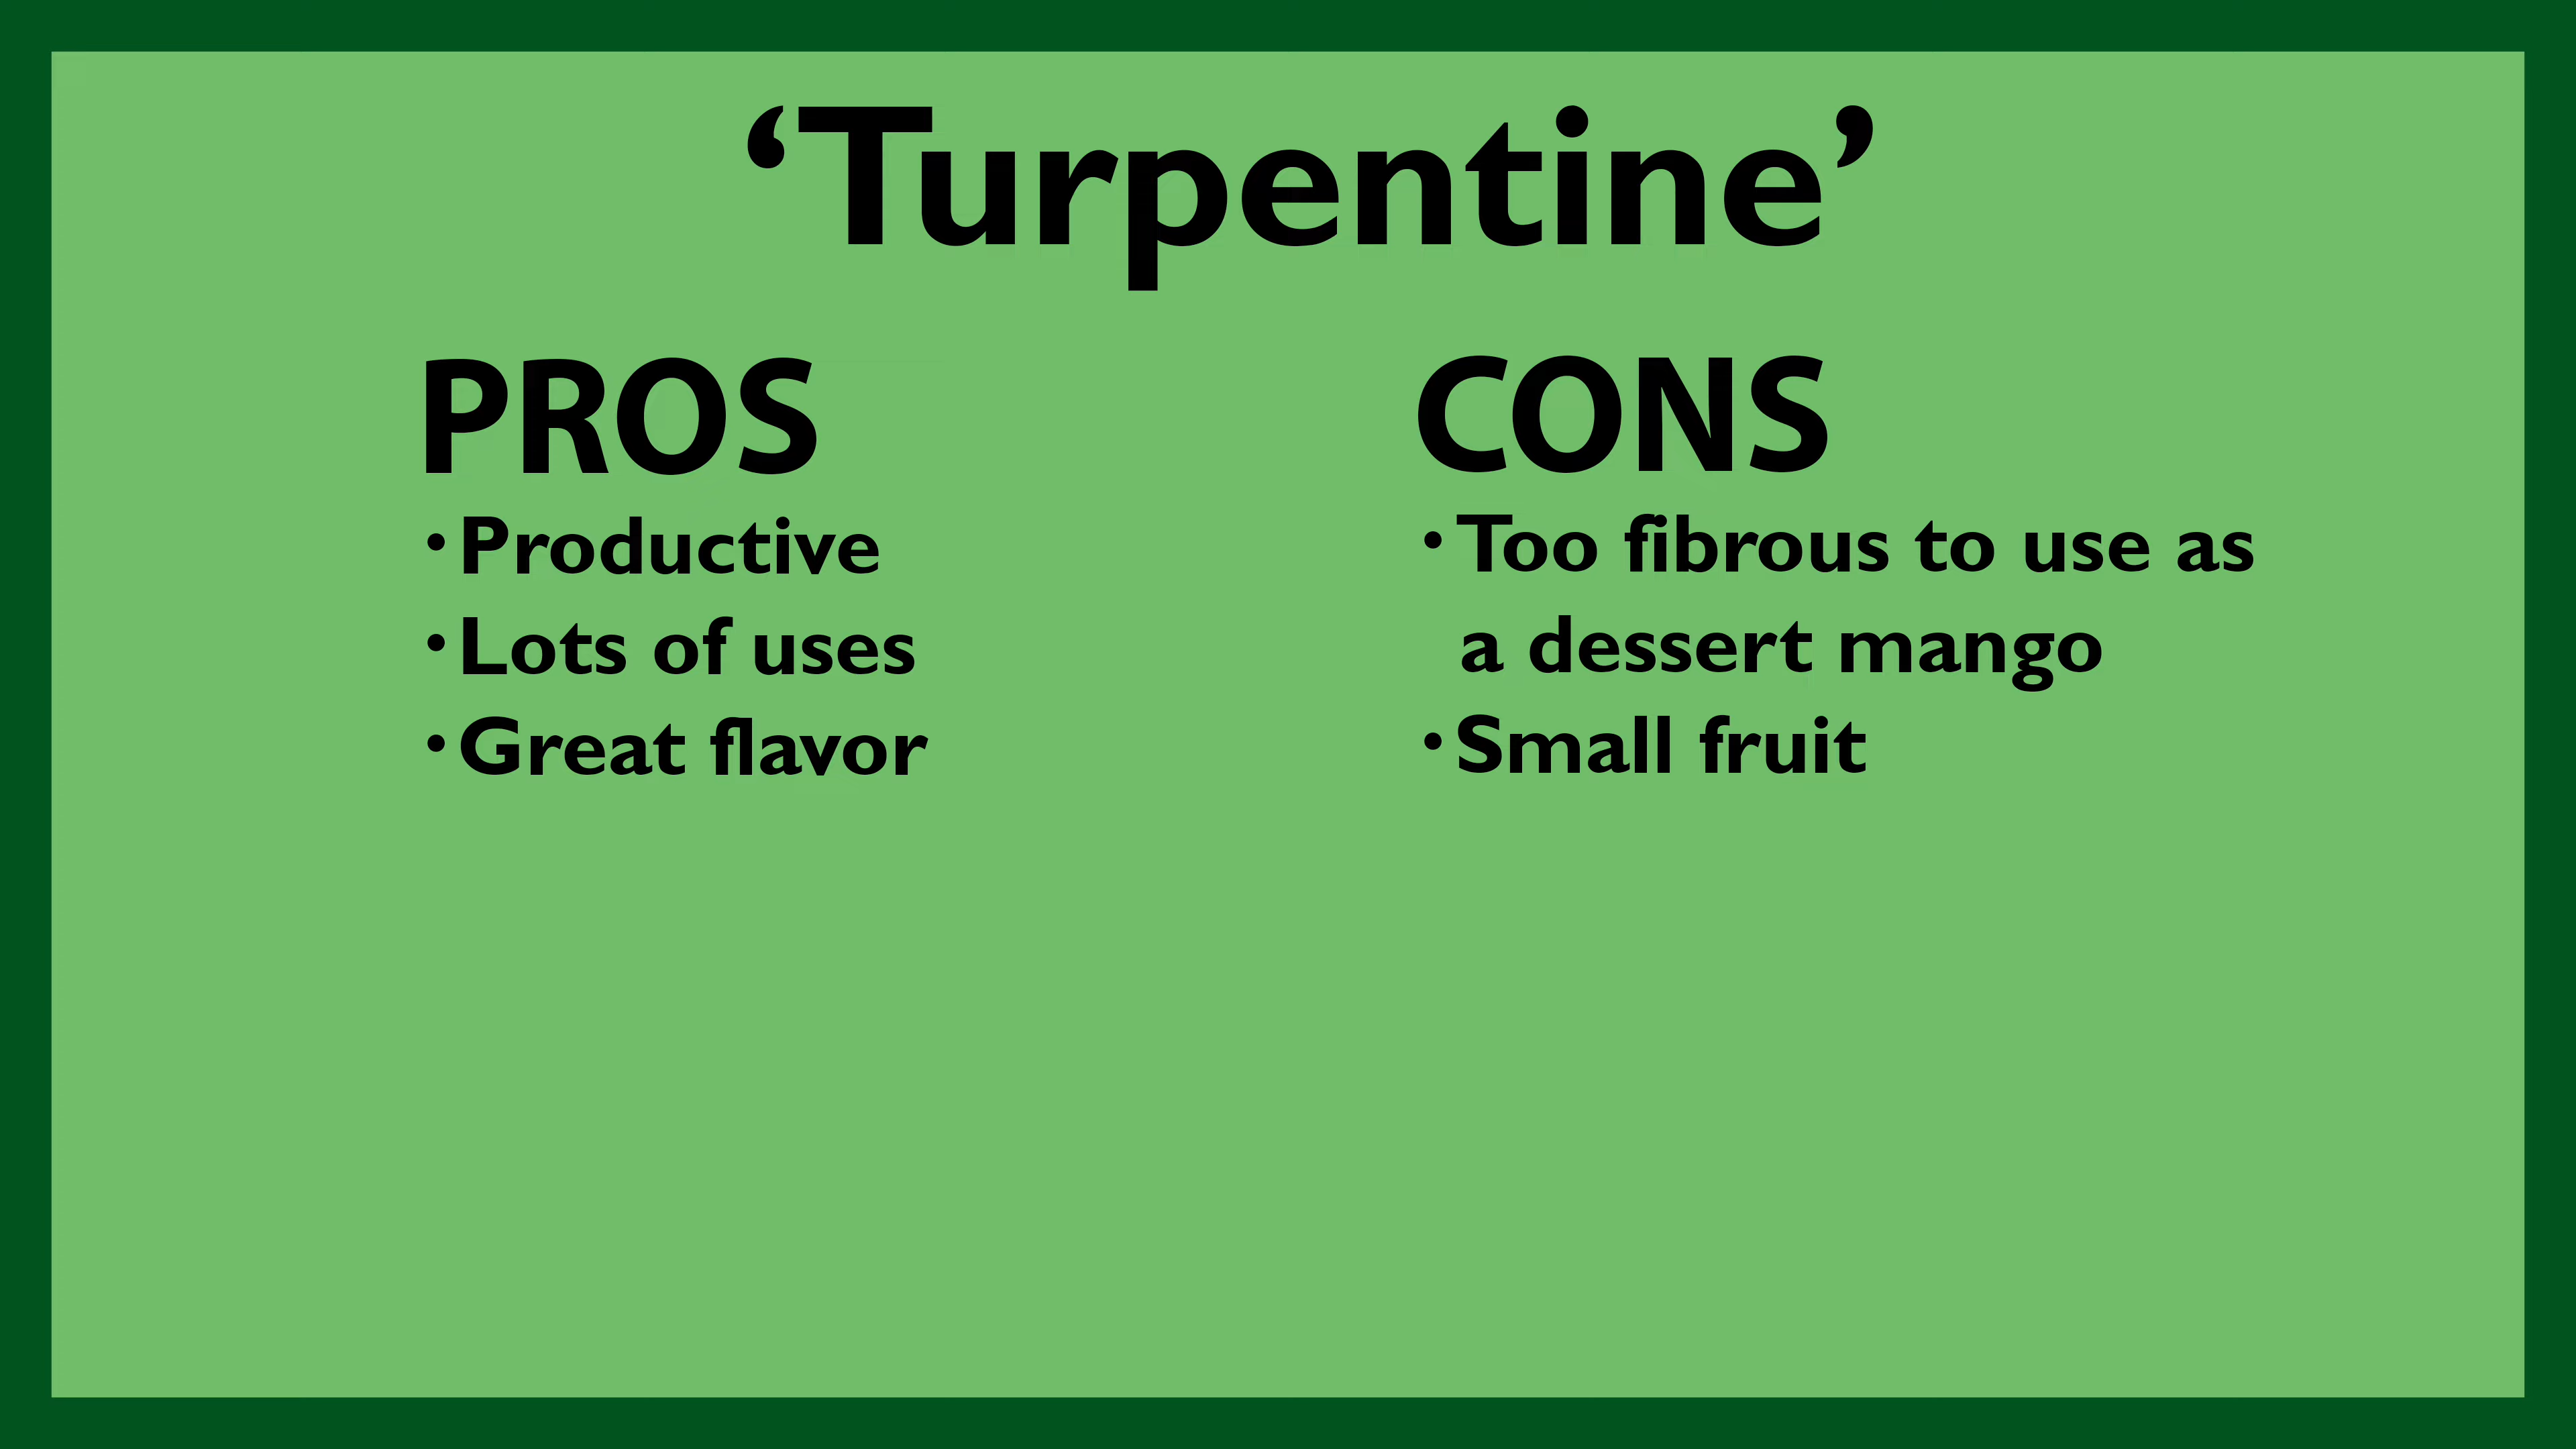 ‘Turpentine’
PROS
• Productive
• Lots of uses
• Great flavor
CONS
• Too fibrous to use as
a dessert mango
• Small fruit